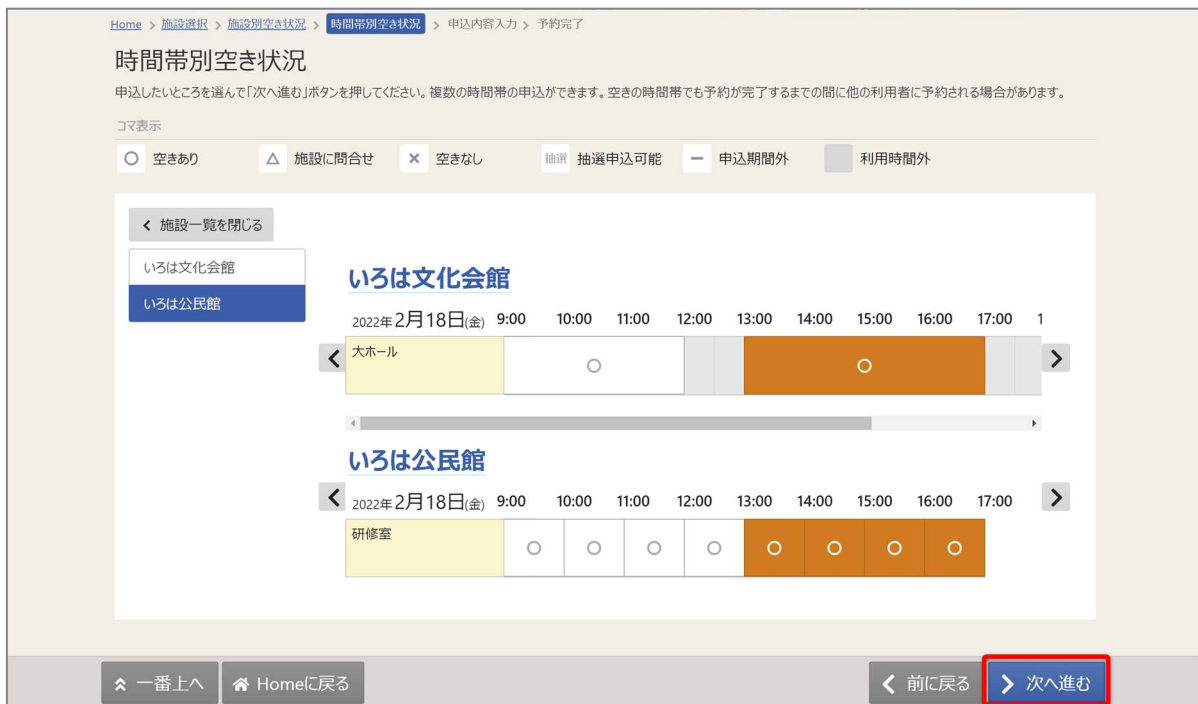 Home > 施設選択 > 施設別空き状況 > 時間帯別空き状況 > 申込内容入力 > 予約完了
時間帯別空き状況
申込したいところを選んで「次へ進む」ボタンを押してください。複数の時間帯の申込ができます。空きの時間帯でも予約が完了するまでの間に他の利用者に予約される場合があります。
コマ表示
○ 空きあり △ 施設に問合せ × 空きなし 抽選 抽選申込可能 － 申込期間外 利用時間外
施設一覧を閉じる
いろは文化会館
いろは公民館
いろは文化会館
2022年2月18日(金) 9:00 10:00 11:00 12:00 13:00 14:00 15:00 16:00 17:00 1
大ホール
○ ○
いろは公民館
2022年2月18日(金) 9:00 10:00 11:00 12:00 13:00 14:00 15:00 16:00 17:00
研修室
○ ○ ○ ○ ○ ○ ○ ○
一番上へ Homeに戻る 前に戻る 次へ進む